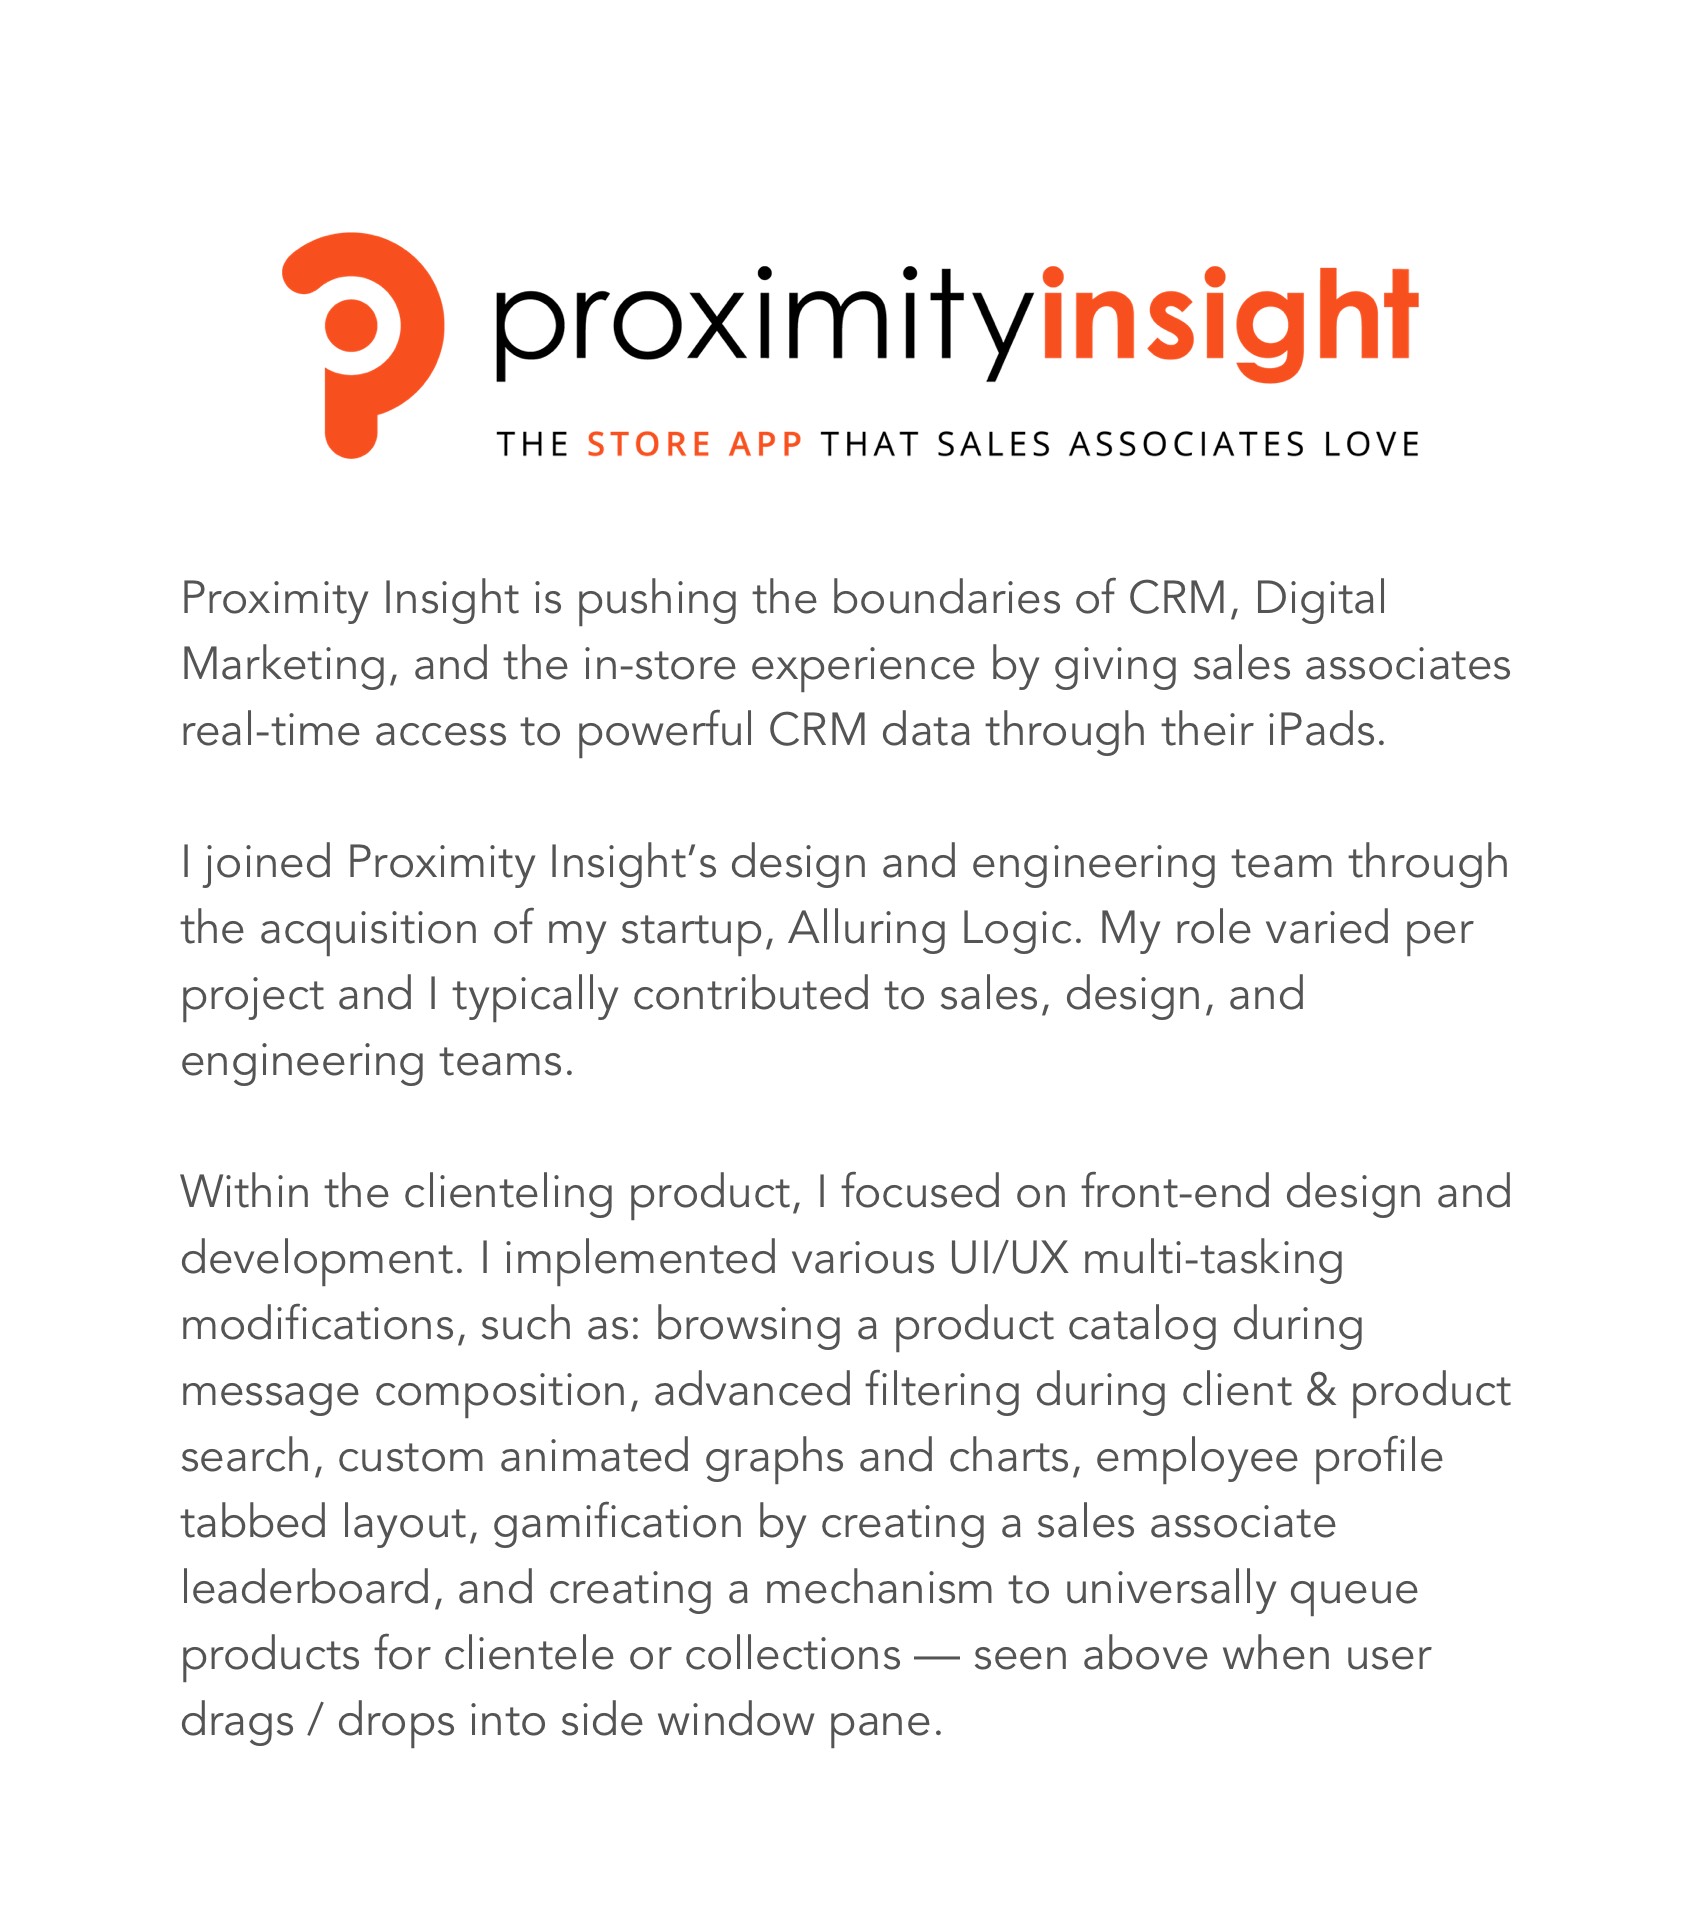 proximityinsight
THE STORE APP THAT SALES ASSOCIATES LOVE
Proximity Insight is pushing the boundaries of CRM, Digital
Marketing, and the in-store experience by giving sales associates
real-time access to powerful CRM data through their iPads.
I joined Proximity Insight’s design and engineering team through
the acquisition of my startup, Alluring Logic. My role varied per
project and I typically contributed to sales, design, and
engineering teams.
Within the clienteling product, I focused on front-end design and
development. I implemented various UI/UX multi-tasking
modifications, such as: browsing a product catalog during
message composition, advanced filtering during client & product
search, custom animated graphs and charts, employee profile
tabbed layout, gamification by creating a sales associate
leaderboard, and creating a mechanism to universally queue
products for clientele or collections — seen above when user
drags / drops into side window pane.